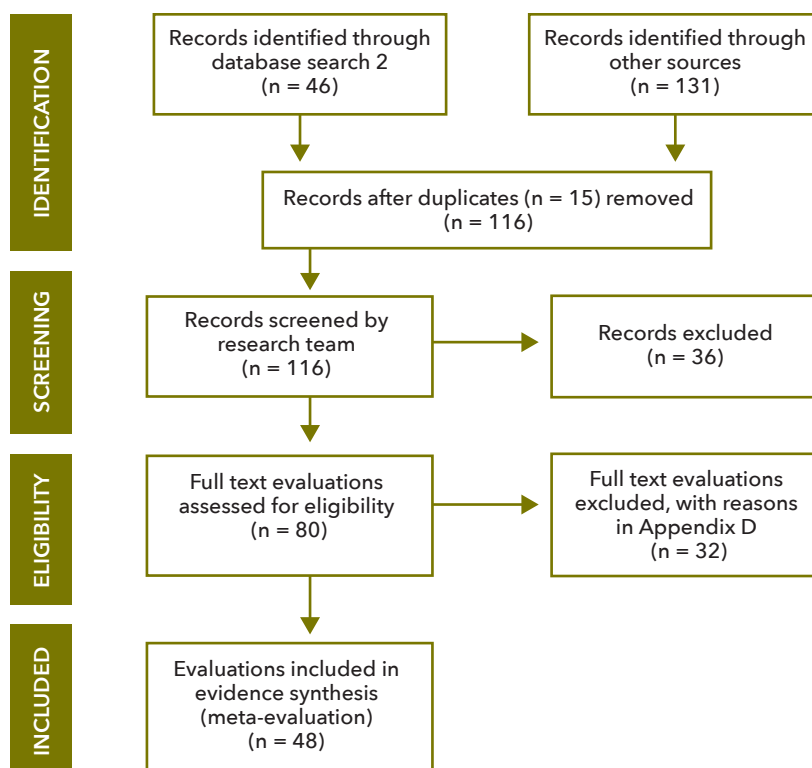 IDENTIFICATION
Records identified through
database search 2
(n = 46)
Records identified through
other sources
(n = 131)
Records after duplicates (n = 15) removed
(n = 116)
SCREENING
Records screened by
research team
(n = 116)
Records excluded
(n = 36)
ELIGIBILITY
Full text evaluations
assessed for eligibility
(n = 80)
Full text evaluations
excluded, with reasons
in Appendix D
(n = 32)
INCLUDED
Evaluations included in
evidence synthesis
(meta-evaluation)
(n = 48)